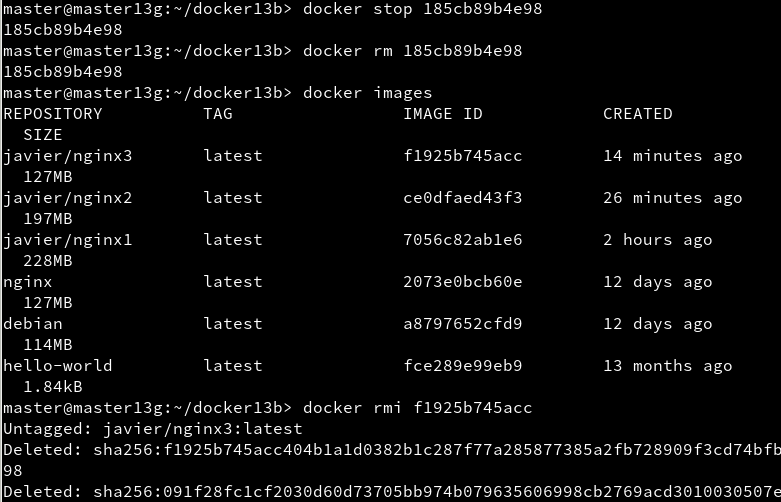 master@master13g:~/docker13b> docker stop 185cb89b4e98
185cb89b4e98
master@master13g:~/docker13b> docker rm 185cb89b4e98
185cb89b4e98
master@master13g:~/docker13b> docker images
REPOSITORY          TAG                 IMAGE ID            CREATED
  SIZE
javier/nginx3       latest              f1925b745acc        14 minutes ago
  127MB
javier/nginx2       latest              ce0dfaed43f3        26 minutes ago
  197MB
javier/nginx1       latest              7056c82ab1e6        2 hours ago
  228MB
nginx               latest              2073e0bcb60e        12 days ago
  127MB
debian              latest              a8797652cfd9        12 days ago
  114MB
hello-world         latest              fce289e99eb9        13 months ago
  1.84kB
master@master13g:~/docker13b> docker rmi f1925b745acc
Untagged: javier/nginx3:latest
Deleted: sha256:f1925b745acc404b1a1d0382b1c287f77a285877385a2fb728909f3cd74bfb
98
Deleted: sha256:091f28fc1cf2030d60d73705bb974b079635606998cb2769acd3010030507e